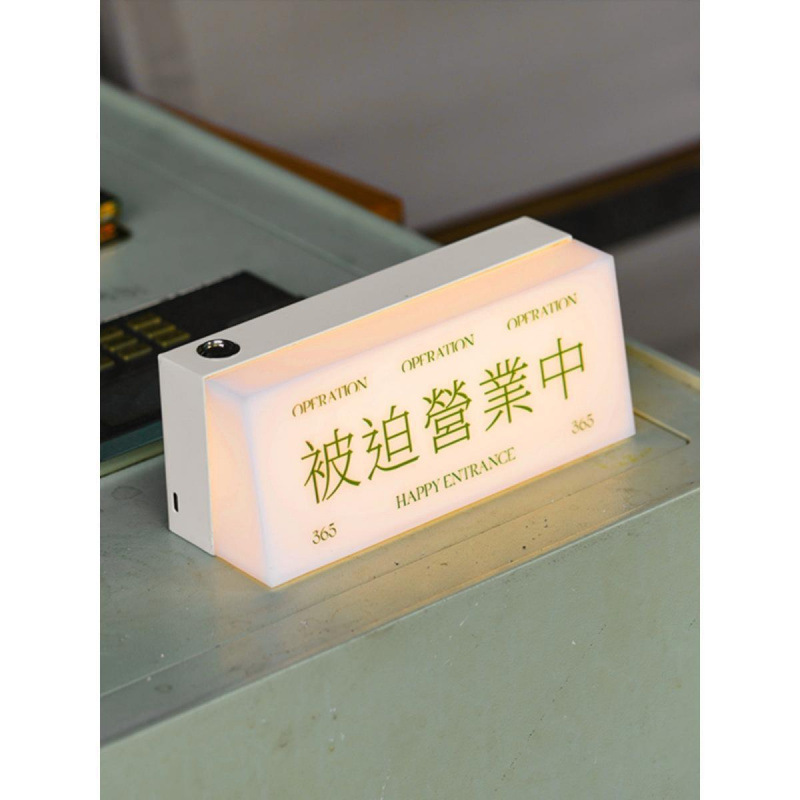 OPERATION OPERATION OPERATION
被迫營業中
365 HAPPY ENTRANCE 365